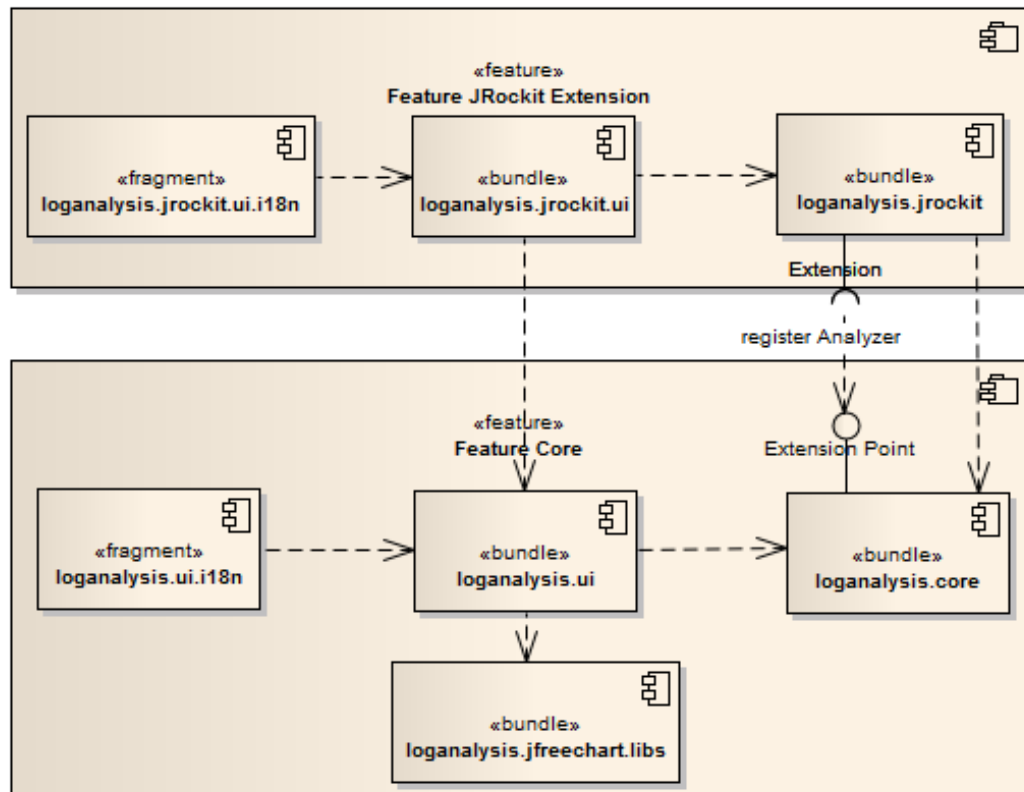 «feature»
Feature JRockit Extension
«fragment»
loganalysis.jrockit.ui.i18n
«bundle»
loganalysis.jrockit.ui
«bundle»
loganalysis.jrockit
Extension
register Analyzer
«feature»
Feature Core
Extension Point
«fragment»
loganalysis.ui.i18n
«bundle»
loganalysis.ui
«bundle»
loganalysis.core
«bundle»
loganalysis.jfreechart.libs